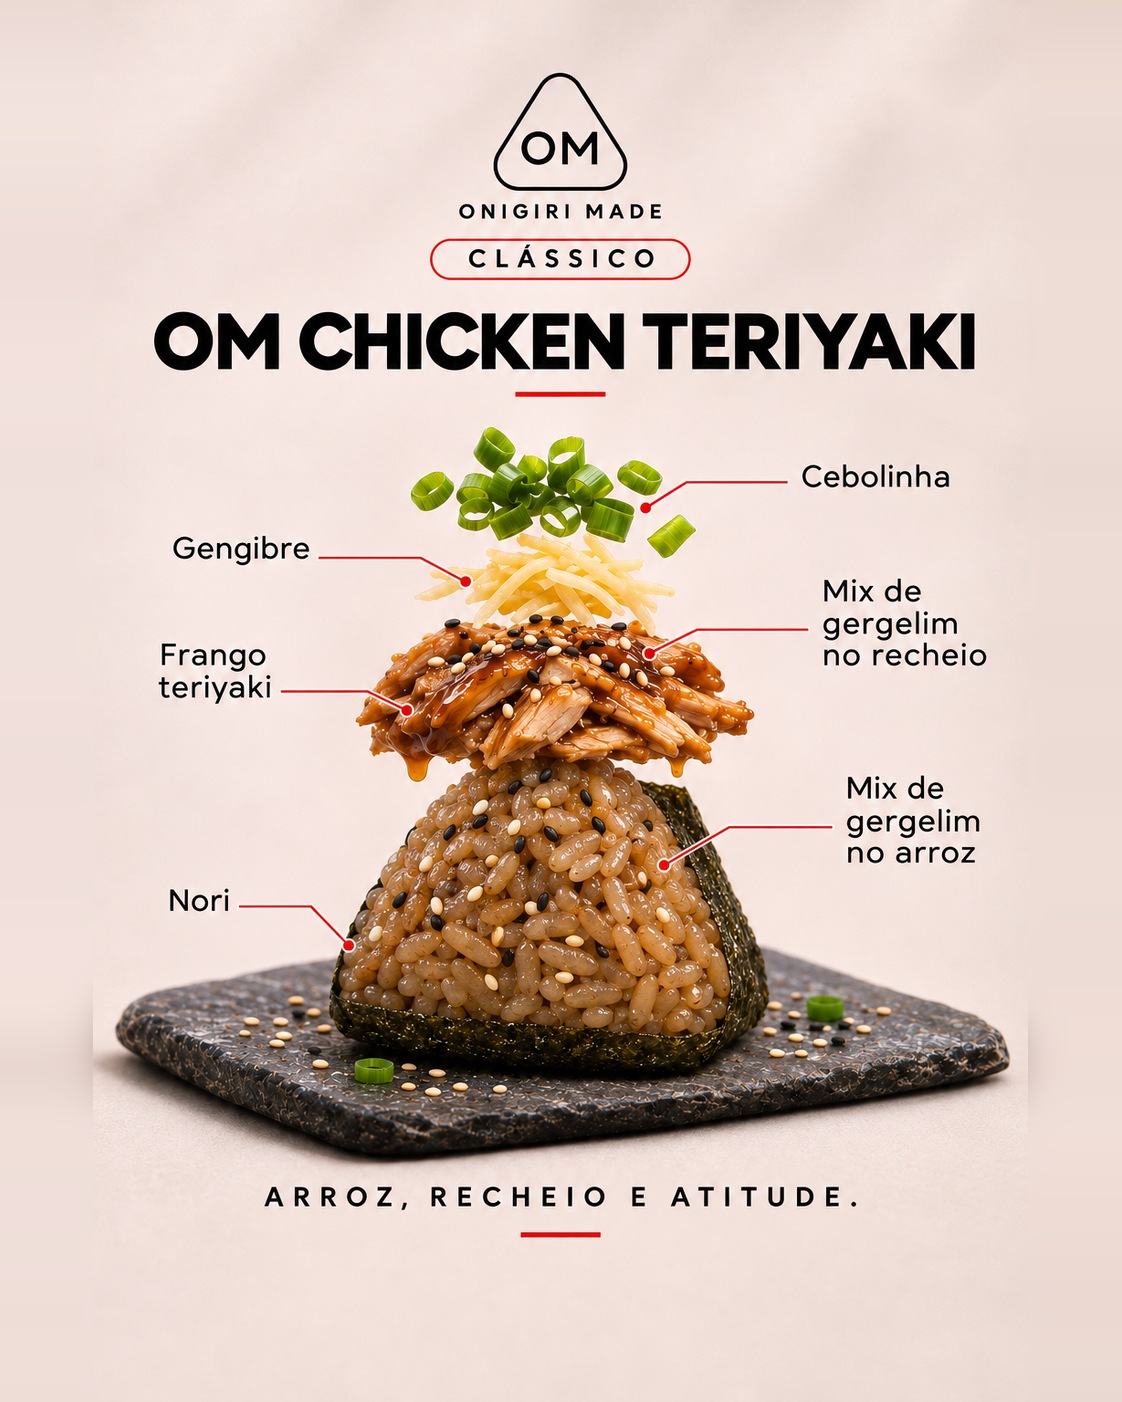 OM
ONIGIRI MADE
CLÁSSICO
OM CHICKEN TERIYAKI
Cebolinha
Gengibre
Mix de
gergelim
no recheio
Frango
teriyaki
Mix de
gergelim
no arroz
Nori
ARROZ, RECHEIO E ATITUDE.